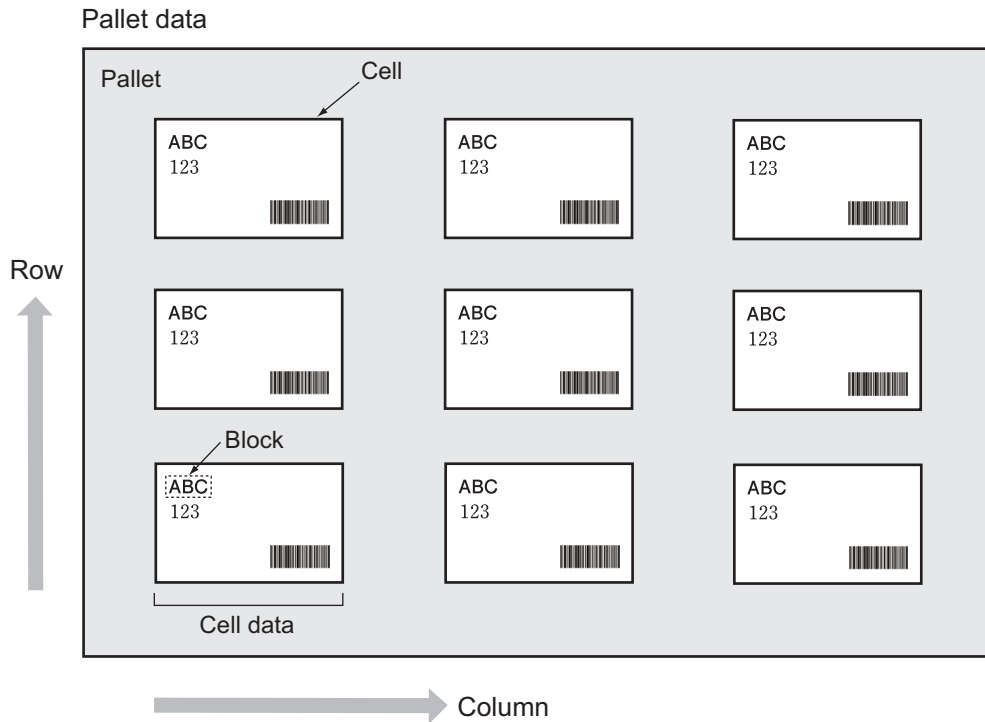 Pallet data
Pallet
Cell
ABC
123
ABC
123
ABC
123
Row
ABC
123
ABC
123
ABC
123
Block
ABC
123
ABC
123
ABC
123
Cell data
Column